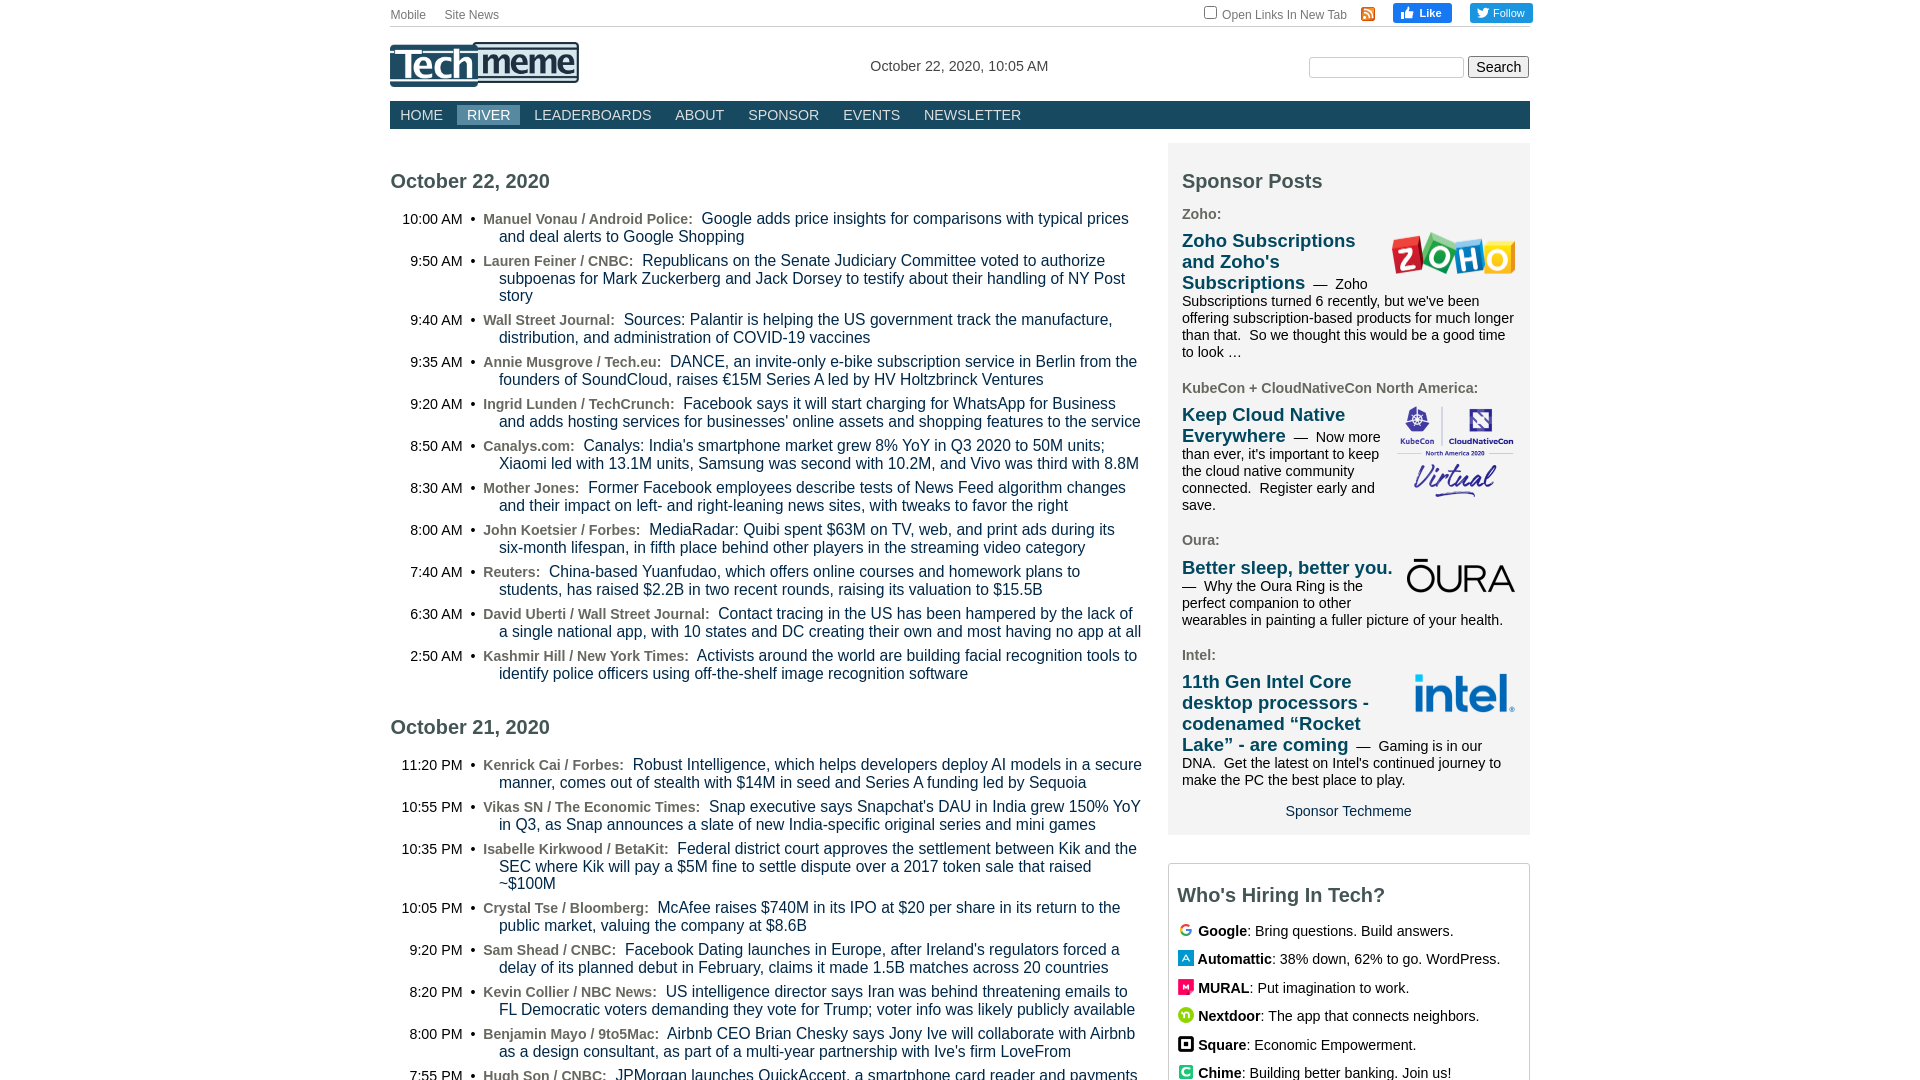 Mobile Site News Open Links In New Tab Like Follow
Techmeme
October 22, 2020, 10:05 AM
Search
HOME RIVER LEADERBOARDS ABOUT SPONSOR EVENTS NEWSLETTER
October 22, 2020
10:00 AM • Manuel Vonau / Android Police: Google adds price insights for comparisons with typical prices
and deal alerts to Google Shopping
9:50 AM • Lauren Feiner / CNBC: Republicans on the Senate Judiciary Committee voted to authorize
subpoenas for Mark Zuckerberg and Jack Dorsey to testify about their handling of NY Post
story
9:40 AM • Wall Street Journal: Sources: Palantir is helping the US government track the manufacture,
distribution, and administration of COVID-19 vaccines
9:35 AM • Annie Musgrove / Tech.eu: DANCE, an invite-only e-bike subscription service in Berlin from the
founders of SoundCloud, raises €15M Series A led by HV Holtzbrinck Ventures
9:20 AM • Ingrid Lunden / TechCrunch: Facebook says it will start charging for WhatsApp for Business
and adds hosting services for businesses' online assets and shopping features to the service
8:50 AM • Canalys.com: Canalys: India's smartphone market grew 8% YoY in Q3 2020 to 50M units;
Xiaomi led with 13.1M units, Samsung was second with 10.2M, and Vivo was third with 8.8M
8:30 AM • Mother Jones: Former Facebook employees describe tests of News Feed algorithm changes
and their impact on left- and right-leaning news sites, with tweaks to favor the right
8:00 AM • John Koetsier / Forbes: MediaRadar: Quibi spent $63M on TV, web, and print ads during its
six-month lifespan, in fifth place behind other players in the streaming video category
7:40 AM • Reuters: China-based Yuanfudao, which offers online courses and homework plans to
students, has raised $2.2B in two recent rounds, raising its valuation to $15.5B
6:30 AM • David Uberti / Wall Street Journal: Contact tracing in the US has been hampered by the lack of
a single national app, with 10 states and DC creating their own and most having no app at all
2:50 AM • Kashmir Hill / New York Times: Activists around the world are building facial recognition tools to
identify police officers using off-the-shelf image recognition software
October 21, 2020
11:20 PM • Kenrick Cai / Forbes: Robust Intelligence, which helps developers deploy AI models in a secure
manner, comes out of stealth with $14M in seed and Series A funding led by Sequoia
10:55 PM • Vikas SN / The Economic Times: Snap executive says Snapchat's DAU in India grew 150% YoY
in Q3, as Snap announces a slate of new India-specific original series and mini games
10:35 PM • Isabelle Kirkwood / BetaKit: Federal district court approves the settlement between Kik and the
SEC where Kik will pay a $5M fine to settle dispute over a 2017 token sale that raised
~$100M
10:05 PM • Crystal Tse / Bloomberg: McAfee raises $740M in its IPO at $20 per share in its return to the
public market, valuing the company at $8.6B
9:20 PM • Sam Shead / CNBC: Facebook Dating launches in Europe, after Ireland's regulators forced a
delay of its planned debut in February, claims it made 1.5B matches across 20 countries
8:20 PM • Kevin Collier / NBC News: US intelligence director says Iran was behind threatening emails to
FL Democratic voters demanding they vote for Trump; voter info was likely publicly available
8:00 PM • Benjamin Mayo / 9to5Mac: Airbnb CEO Brian Chesky says Jony Ive will collaborate with Airbnb
as a design consultant, as part of a multi-year partnership with Ive's firm LoveFrom
7:55 PM • Hugh Son / CNBC: JPMorgan launches QuickAccept, a smartphone card reader and payments
Sponsor Posts
Zoho:
Zoho Subscriptions
and Zoho's
Subscriptions — Zoho
Subscriptions turned 6 recently, but we've been
offering subscription-based products for much longer
than that. So we thought this would be a good time
to look …
ZOHO
KubeCon + CloudNativeCon North America:
Keep Cloud Native
Everywhere — Now more
than ever, it's important to keep
the cloud native community
connected. Register early and
save.
KubeCon CloudNativeCon
North America 2020
Virtual
Oura:
Better sleep, better you.
— Why the Oura Ring is the
perfect companion to other
wearables in painting a fuller picture of your health.
ŌURA
Intel:
11th Gen Intel Core
desktop processors -
codenamed “Rocket
Lake” - are coming — Gaming is in our
DNA. Get the latest on Intel's continued journey to
make the PC the best place to play.
intel®
Sponsor Techmeme
Who's Hiring In Tech?
Google: Bring questions. Build answers.
Automattic: 38% down, 62% to go. WordPress.
MURAL: Put imagination to work.
Nextdoor: The app that connects neighbors.
Square: Economic Empowerment.
Chime: Building better banking. Join us!